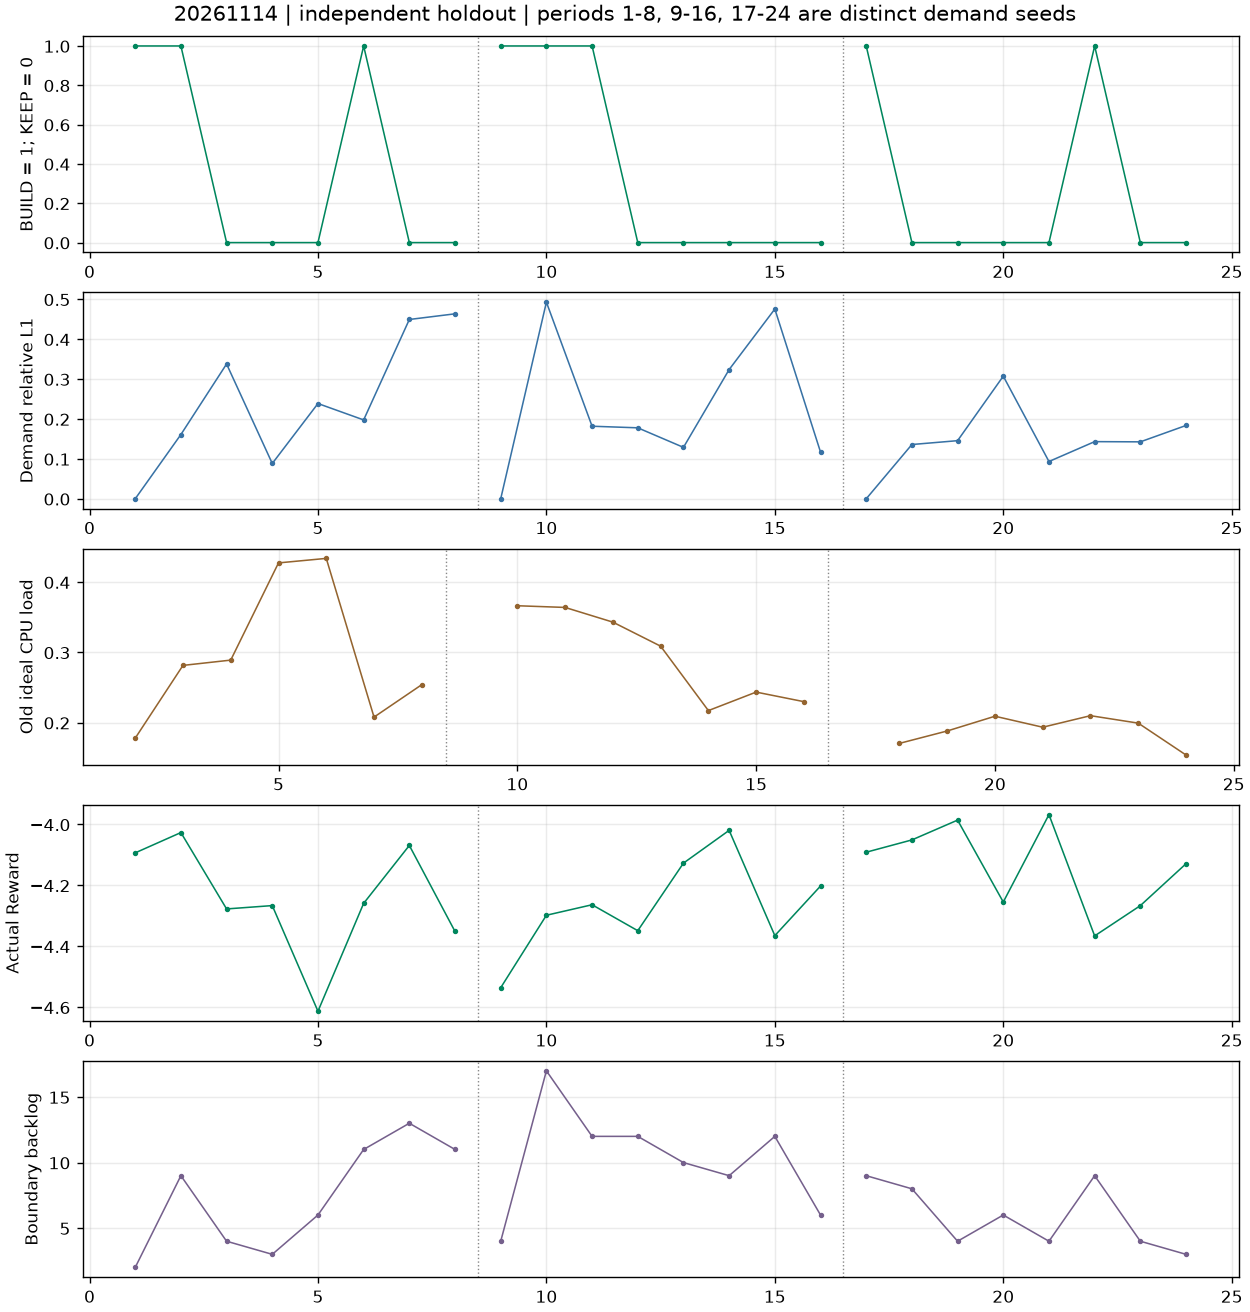 20261114 | independent holdout | periods 1-8, 9-16, 17-24 are distinct demand seeds
BUILD = 1; KEEP = 0
1.0
0.8
0.6
0.4
0.2
0.0
0 5 10 15 20 25
Demand relative L1
0.5
0.4
0.3
0.2
0.1
0.0
0 5 10 15 20 25
Old ideal CPU load
0.4
0.3
0.2
5 10 15 20 25
Actual Reward
−4.0
−4.2
−4.4
−4.6
0 5 10 15 20 25
Boundary backlog
15
10
5
0 5 10 15 20 25